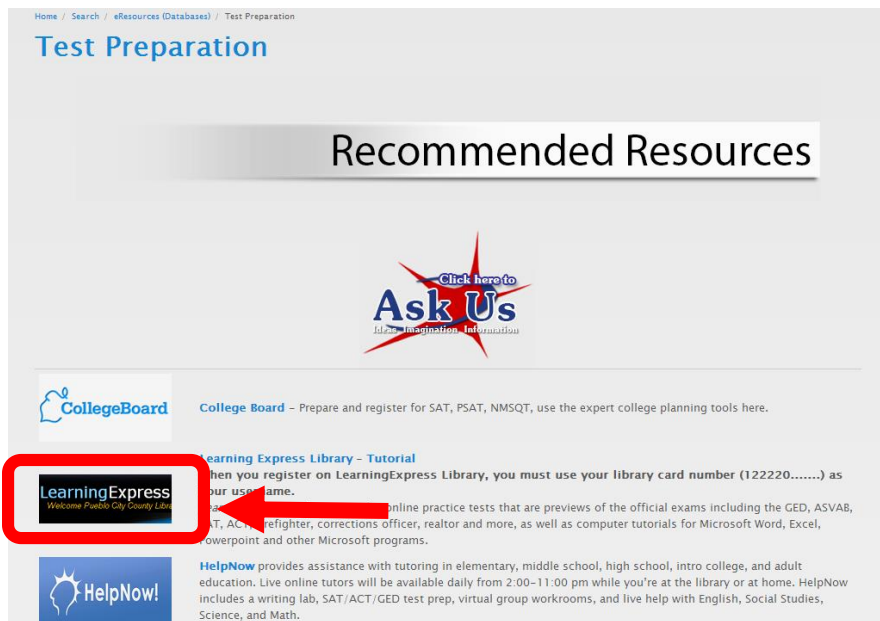 Home / Search / eResources (Databases) / Test Preparation
Test Preparation
Recommended Resources
Click here to
Ask Us
Ideas, Imagination, Information
CollegeBoard
College Board – Prepare and register for SAT, PSAT, NMSQT, use the expert college planning tools here.
Learning Express Library – Tutorial
hen you register on LearningExpress Library, you must use your library card number (122220.......) as
our username.
LearningExpress
Welcome Pueblo City County Libra
online practice tests that are previews of the official exams including the GED, ASVAB,
AT, ACT, refighter, corrections officer, realtor and more, as well as computer tutorials for Microsoft Word, Excel,
owerpoint and other Microsoft programs.
HelpNow!
HelpNow provides assistance with tutoring in elementary, middle school, high school, intro college, and adult
education. Live online tutors will be available daily from 2:00–11:00 pm while you're at the library or at home. HelpNow
includes a writing lab, SAT/ACT/GED test prep, virtual group workrooms, and live help with English, Social Studies,
Science, and Math.